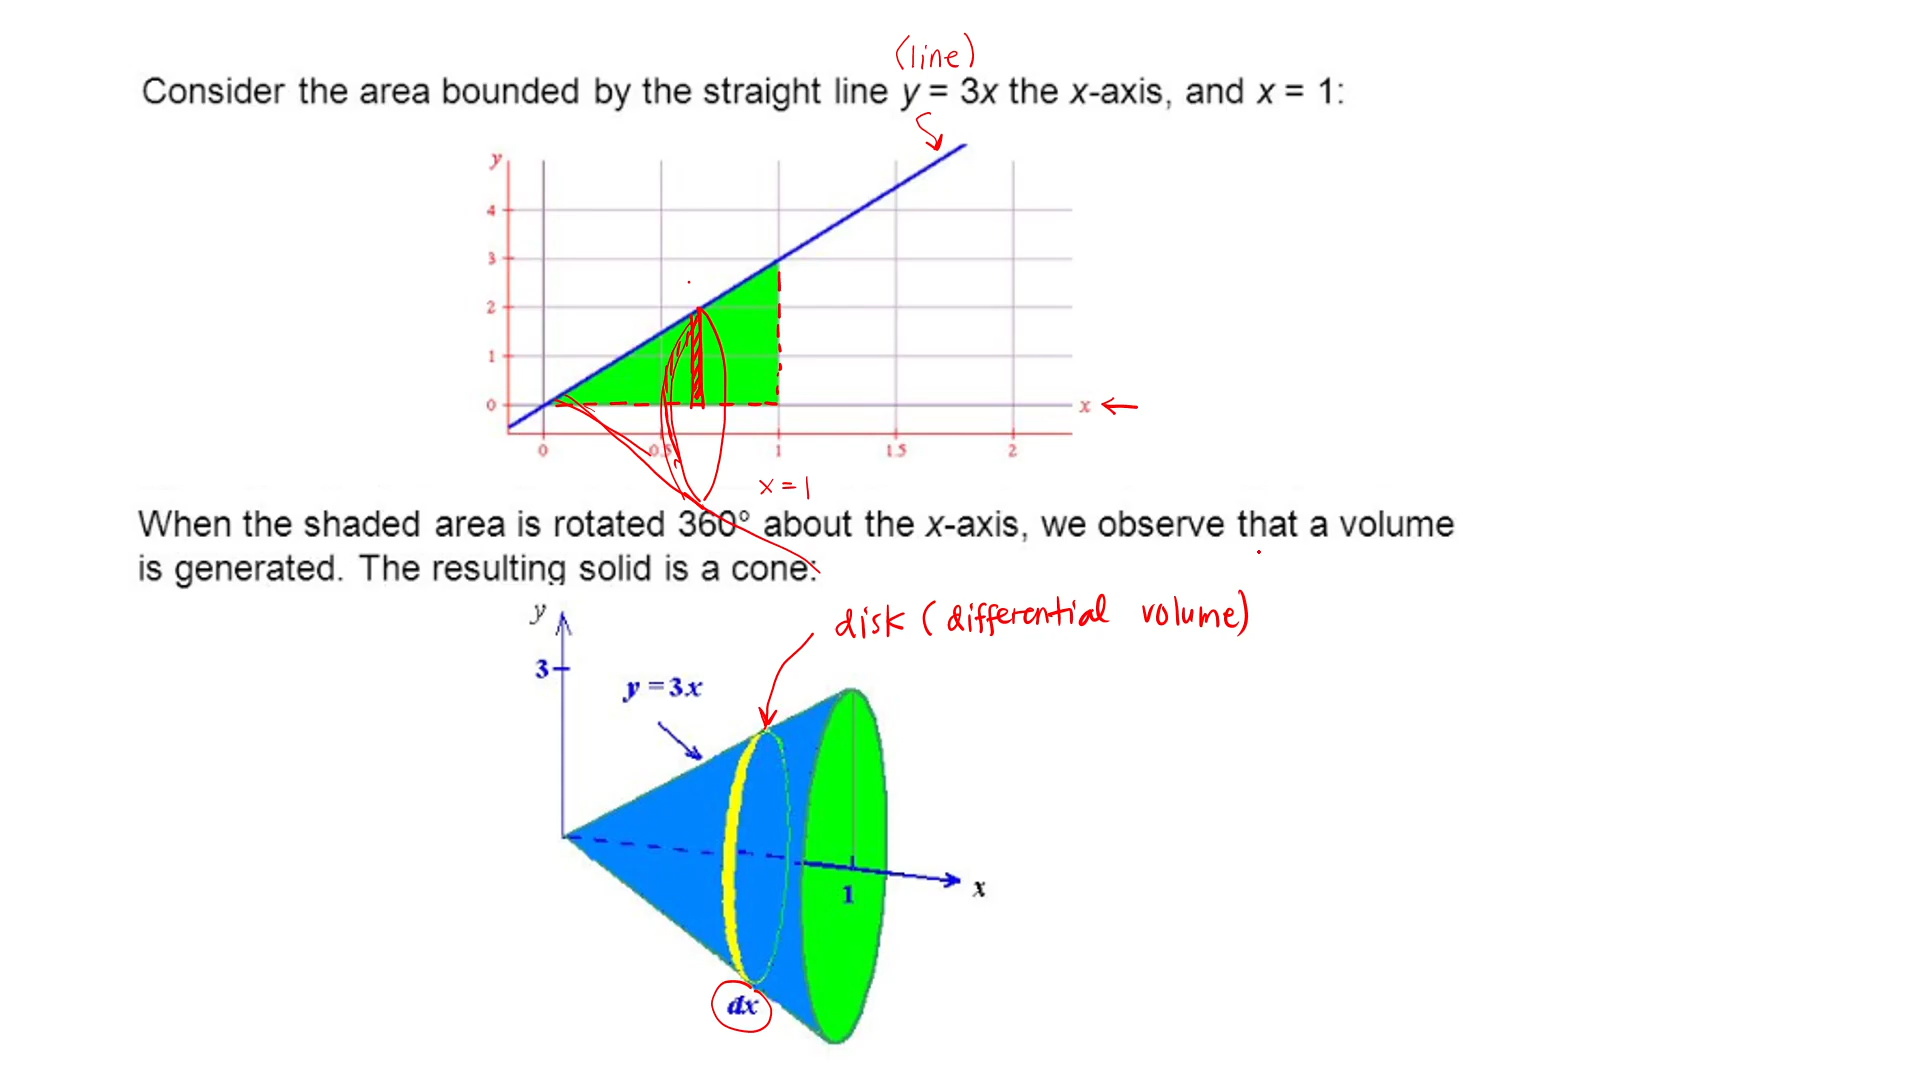 (line)
Consider the area bounded by the straight line y = 3x the x-axis, and x = 1:
y
4
3
2
1
0
x
0 0.5 1 1.5 2
x = 1
When the shaded area is rotated 360° about the x-axis, we observe that a volume
is generated. The resulting solid is a cone:
disk (differential volume)
y
3
y = 3x
1
x
dx